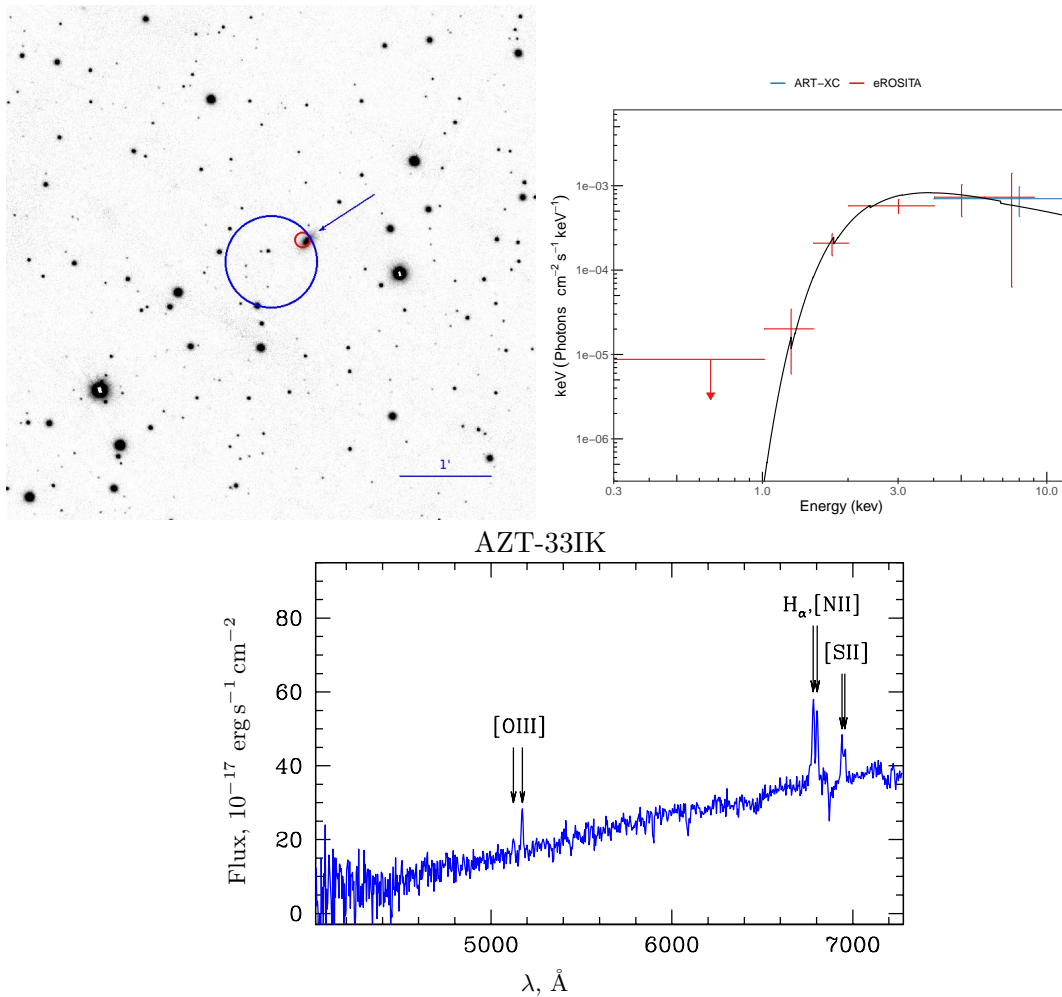 1'
ART−XC eROSITA
keV (Photons cm−2 s−1 keV−1)
1e−03
1e−04
1e−05
1e−06
0.3 1.0 3.0 10.0
Energy (kev)
AZT-33IK
Flux, 10−17 erg s−1 cm−2
80
60
40
20
0
[OIII]
Hα,[NII]
[SII]
5000 6000 7000
λ, Å